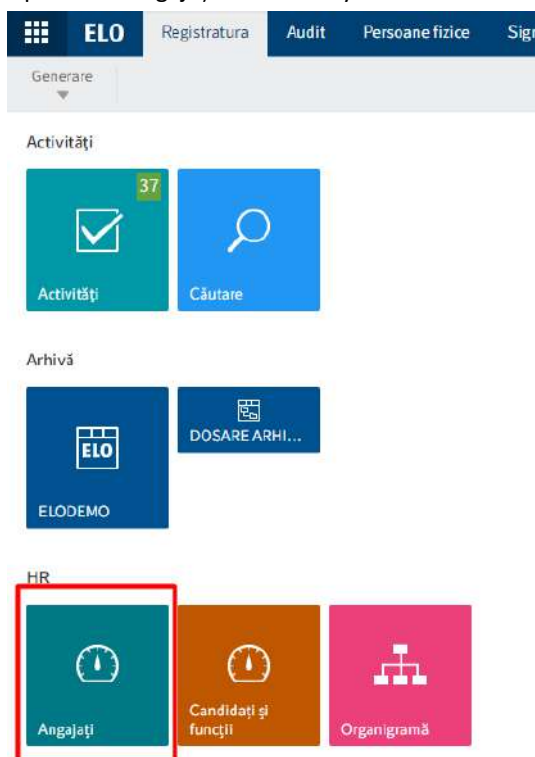 ELO Registratura Audit Persoane fizice
Generare
Activități
37
Activități
Căutare
Arhivă
ELO
DOSARE ARHI...
ELODEMO
HR
Angajați
Candidați și
funcții
Organigramă